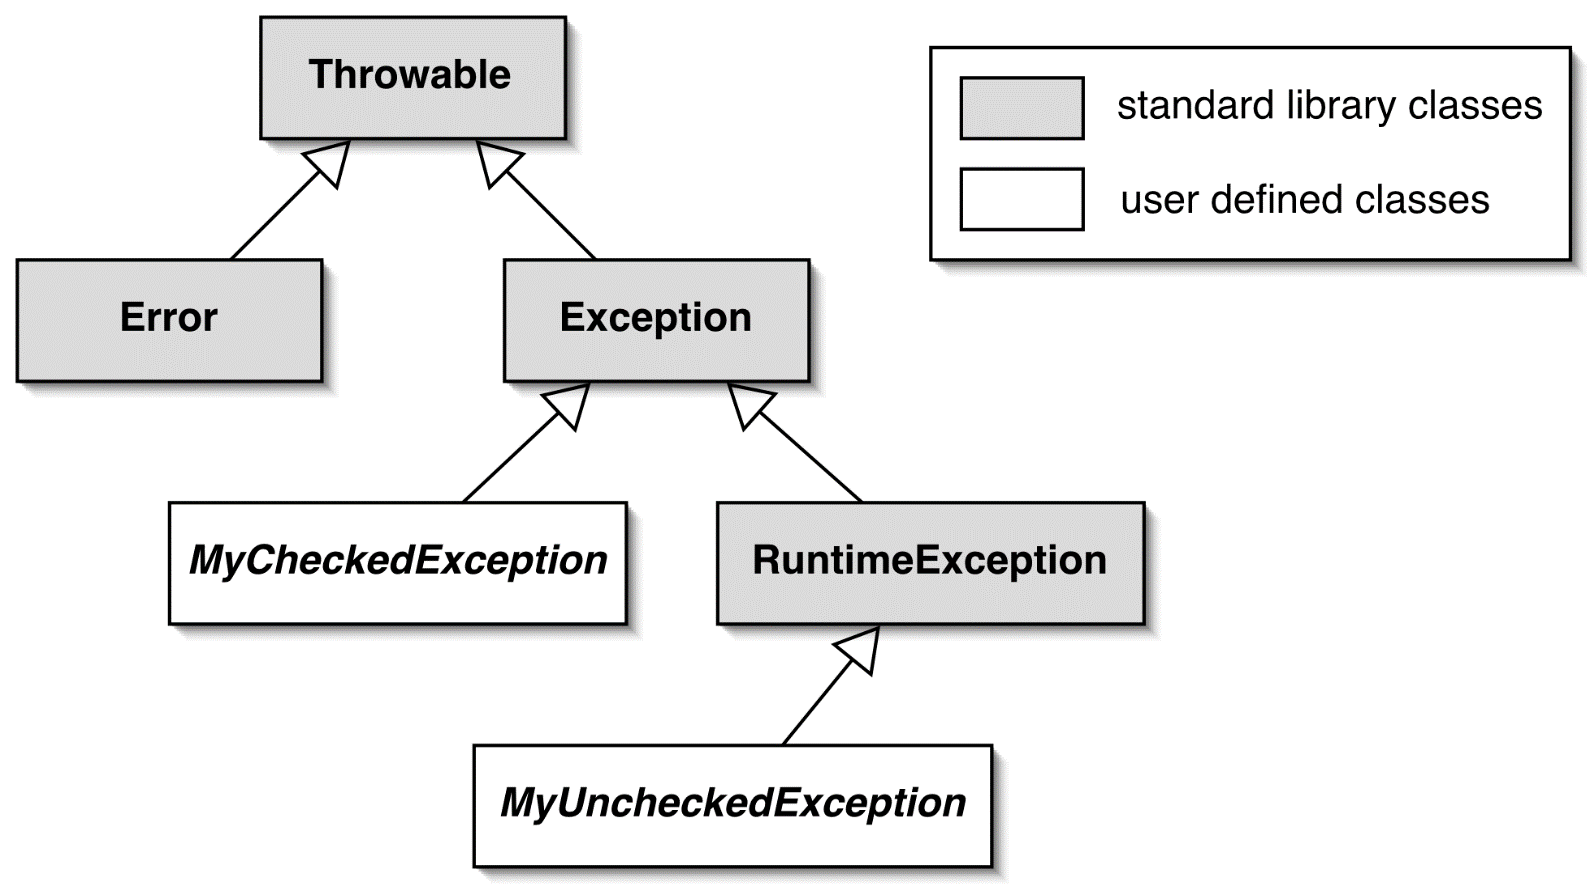 Throwable
standard library classes
user defined classes
Error
Exception
MyCheckedException
RuntimeException
MyUncheckedException